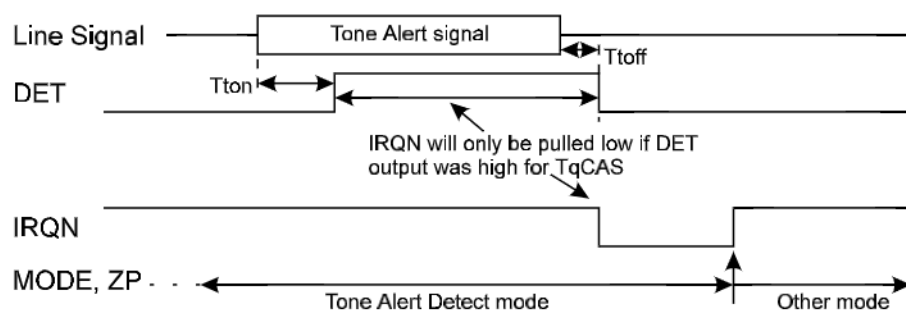 Line Signal
Tone Alert signal
Ttoff
Tton
DET
IRQN will only be pulled low if DET
output was high for TqCAS
IRQN
MODE, ZP
Tone Alert Detect mode
Other mode